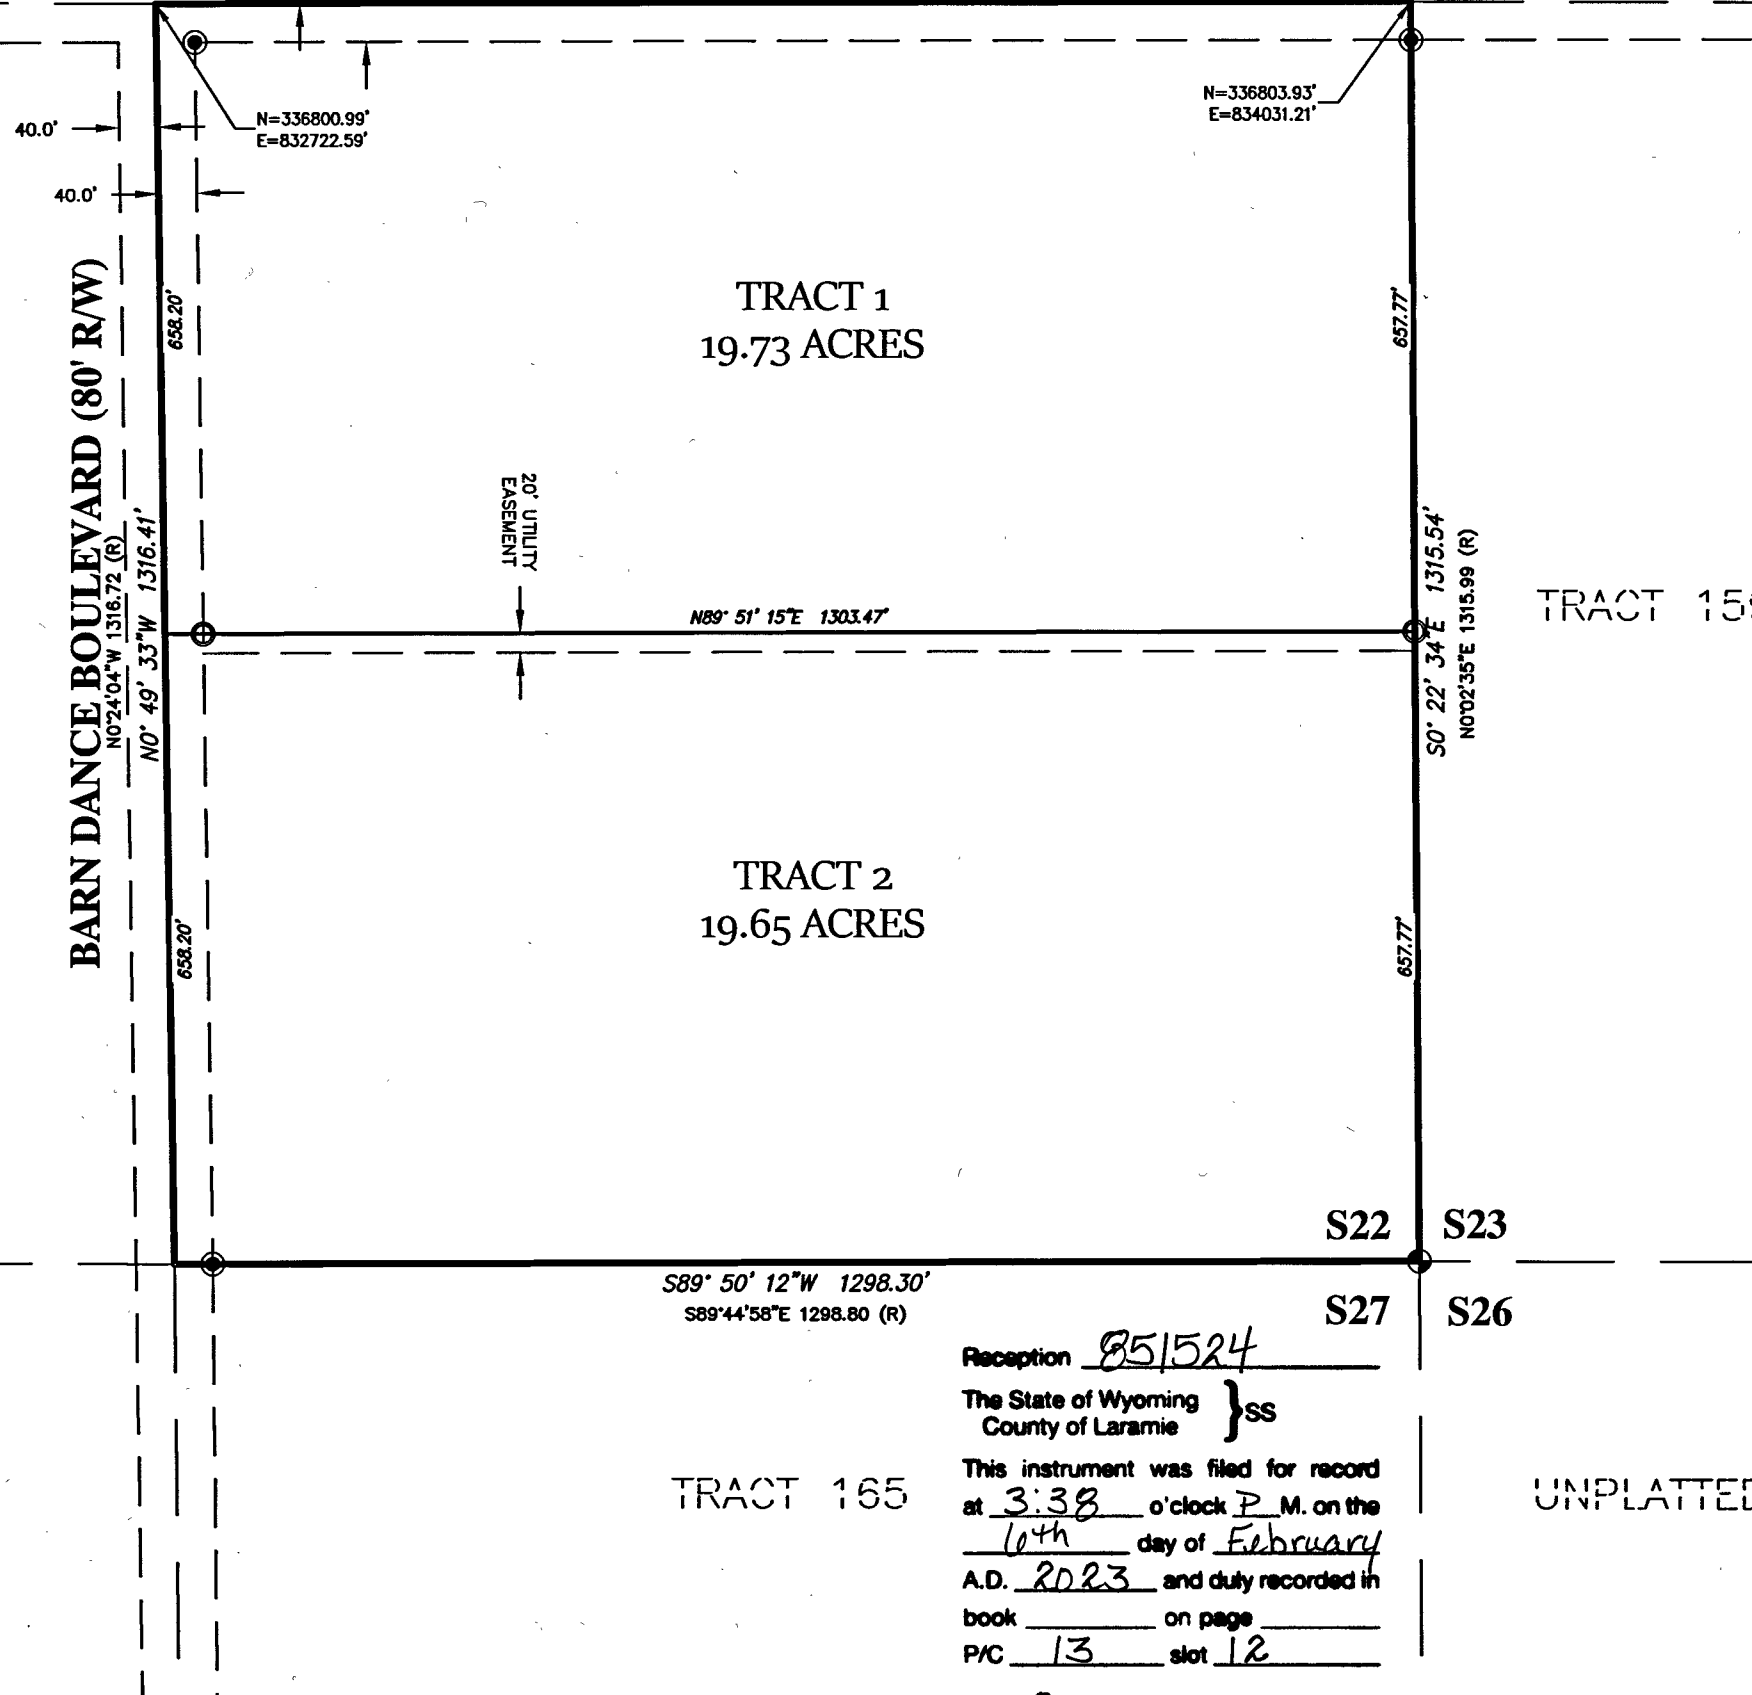 N=336800.99'
E=832722.59'
N=336803.93'
E=834031.21'
40.0'
40.0'
TRACT 1
19.73 ACRES
658.20'
657.77'
BARN DANCE BOULEVARD (80' R/W)
N0°24'04"W 1316.72 (R)
N0° 49' 33"W 1316.41'
20' UTILITY
EASEMENT
N89° 51' 15"E 1303.47'
S0° 22' 34"E 1315.54'
N0°02'35"E 1315.99 (R)
TRACT 15
TRACT 2
19.65 ACRES
658.20'
657.77'
S22 S23
S89° 50' 12"W 1298.30'
S89°44'58"E 1298.80 (R)
S27 S26
Reception 851524
The State of Wyoming
County of Laramie } SS
This instrument was filed for record
at 3:38 o'clock P M. on the
6th day of February
A.D. 2023 and duly recorded in
book on page
P/C 13 slot 12
TRACT 165
UNPLATTED